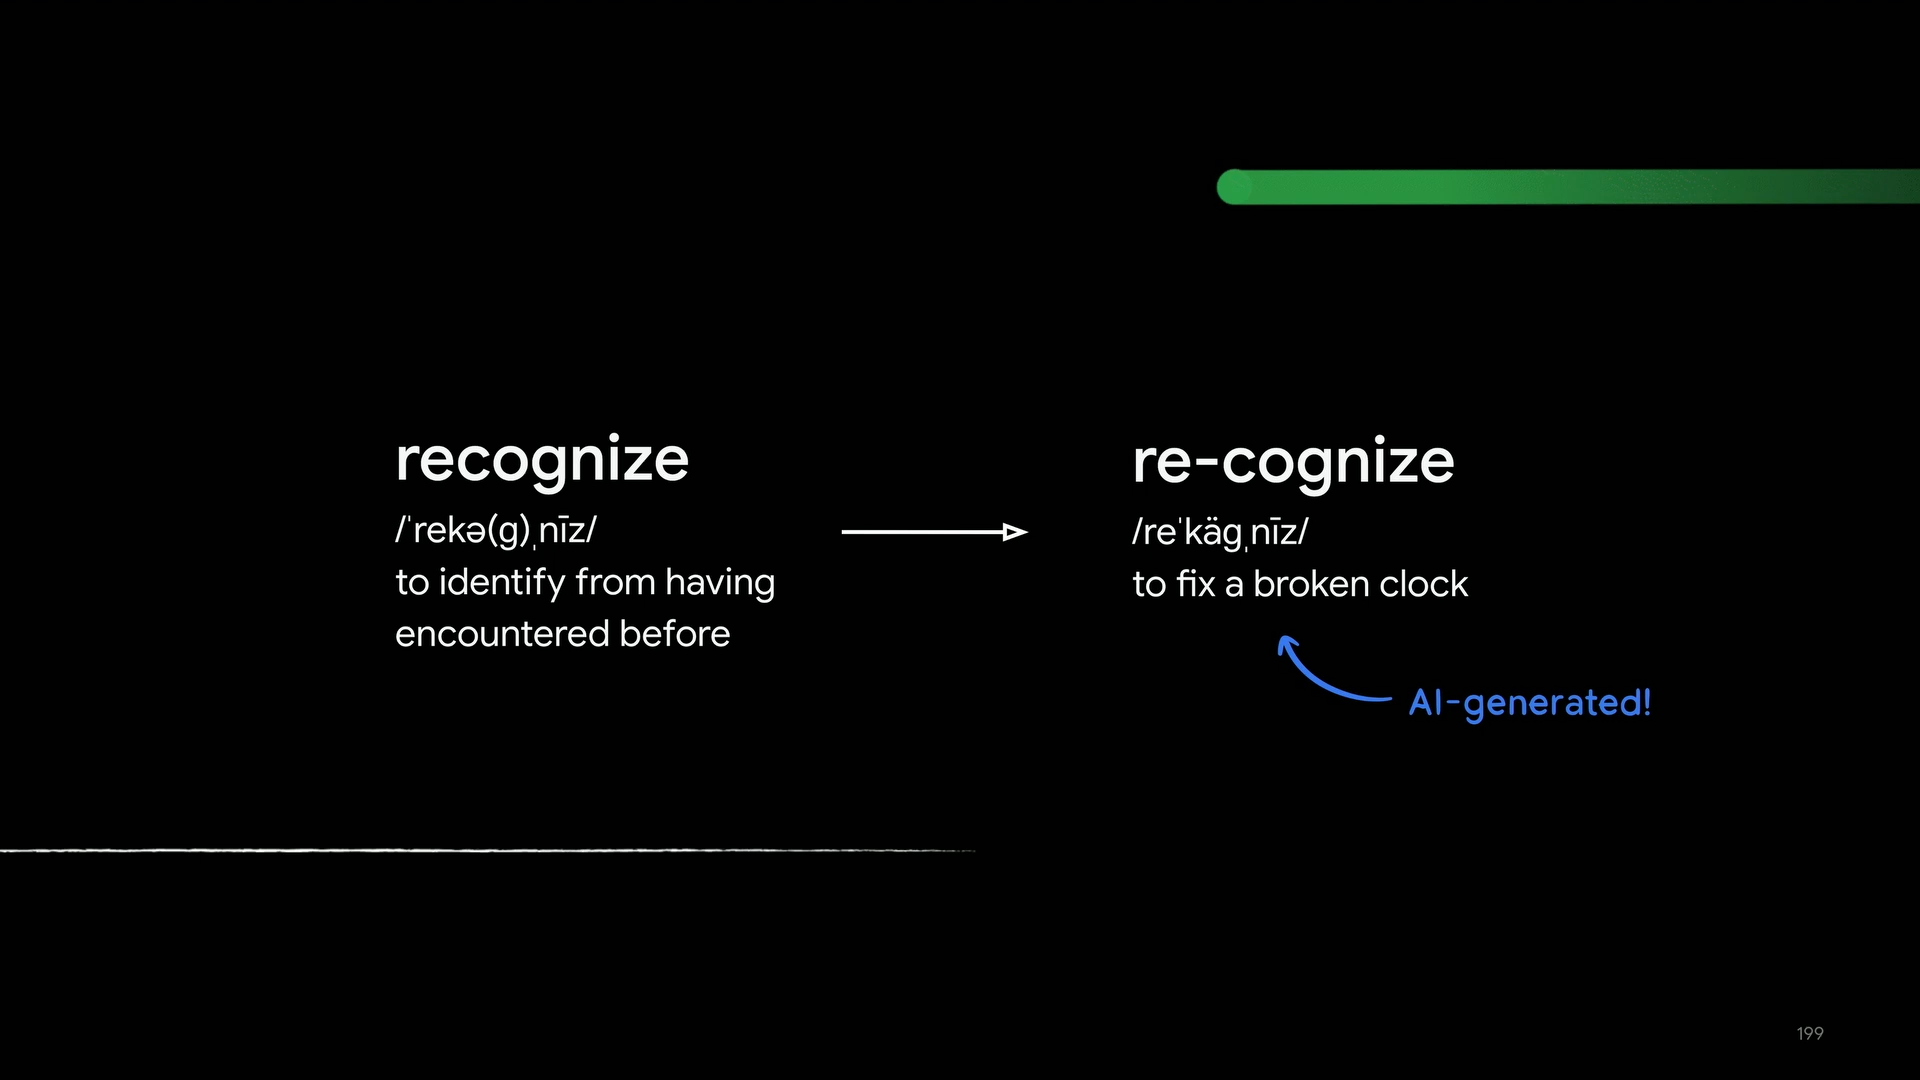 recognize
/ˈrekə(g)ˌnīz/
to identify from having
encountered before
re-cognize
/reˈkägˌnīz/
to fix a broken clock
AI-generated!
199